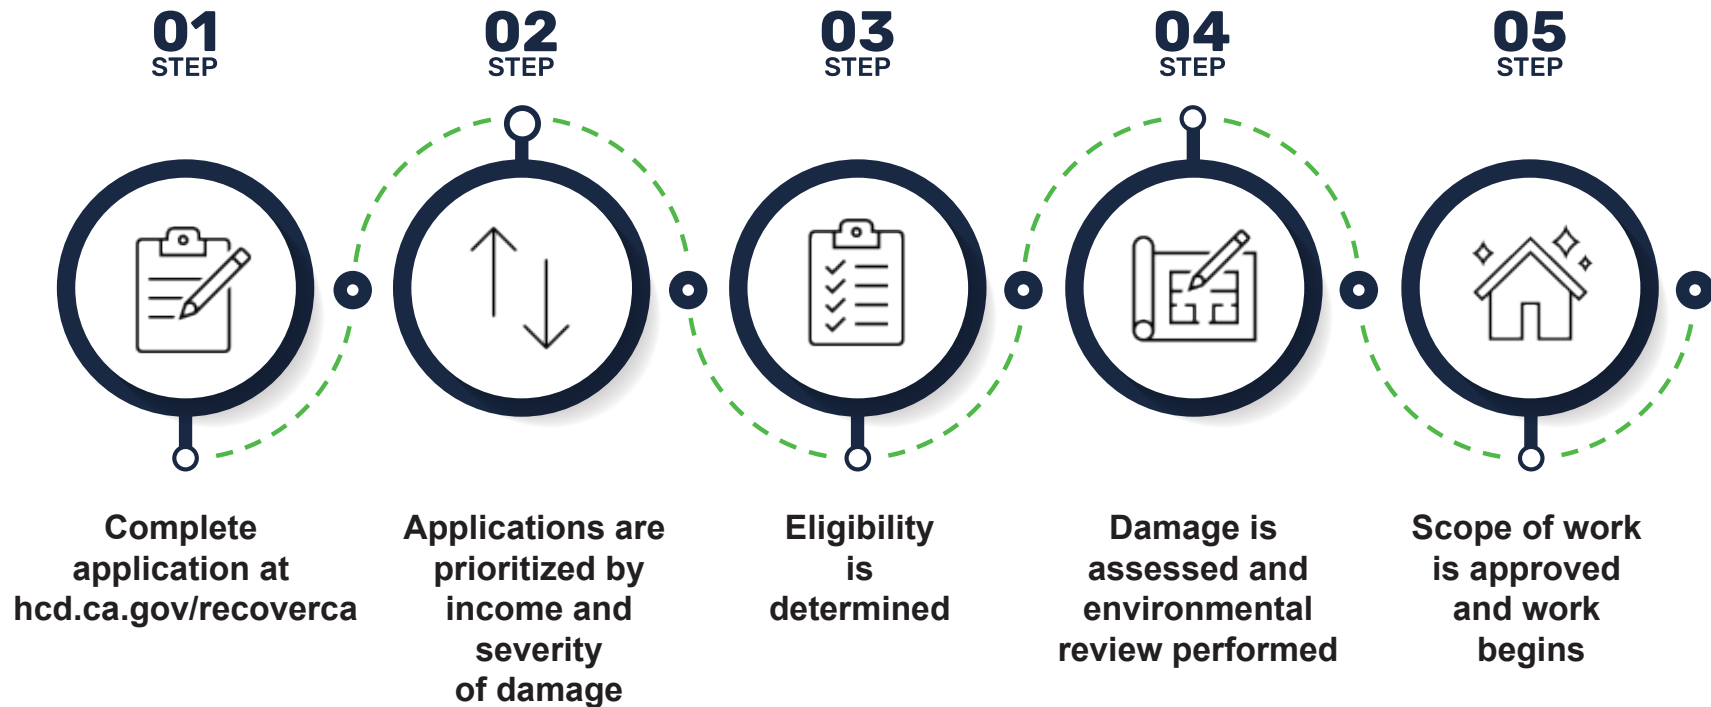 01
STEP
02
STEP
03
STEP
04
STEP
05
STEP
Complete
application at
hcd.ca.gov/recoverca
Applications are
prioritized by
income and
severity
of damage
Eligibility
is
determined
Damage is
assessed and
environmental
review performed
Scope of work
is approved
and work
begins